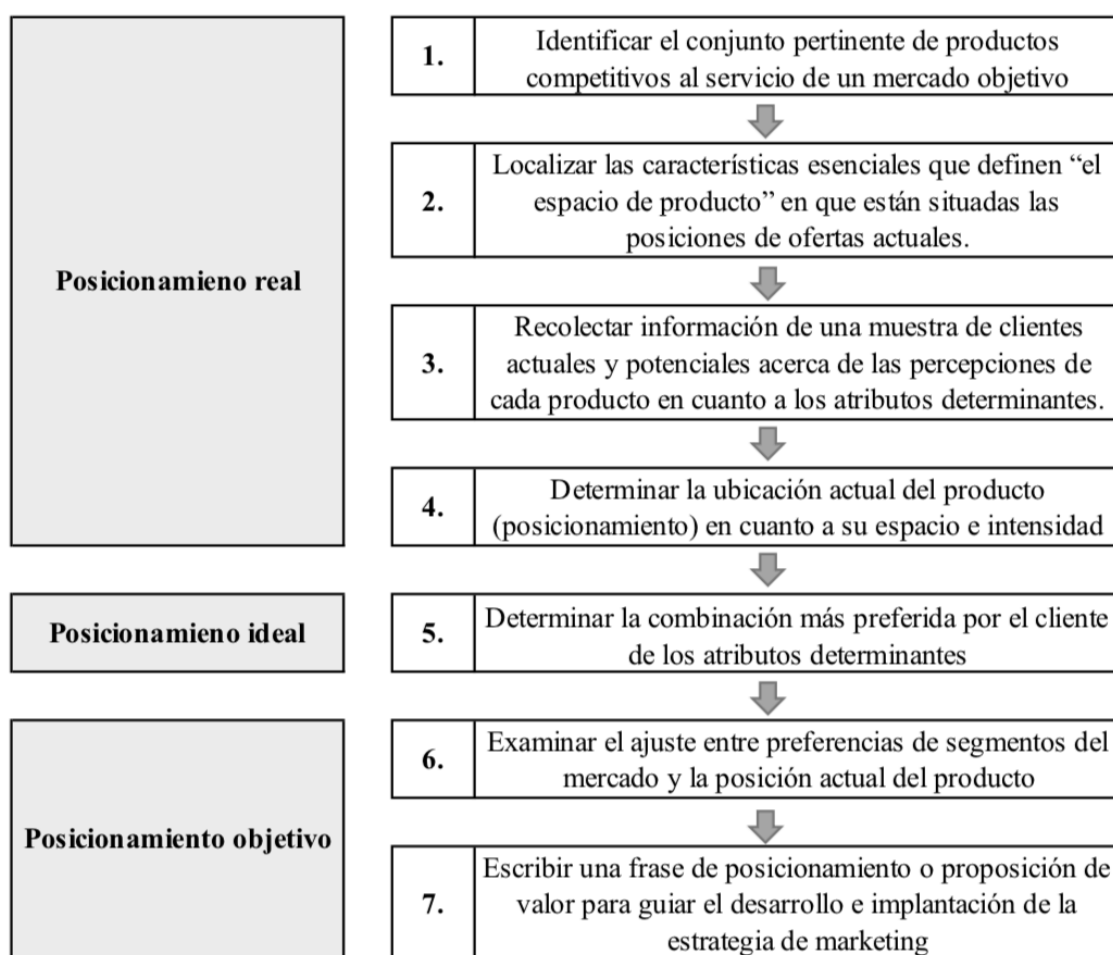 Posicionamieno real
1.
Identificar el conjunto pertinente de productos
competitivos al servicio de un mercado objetivo
2.
Localizar las características esenciales que definen “el
espacio de producto” en que están situadas las
posiciones de ofertas actuales.
3.
Recolectar información de una muestra de clientes
actuales y potenciales acerca de las percepciones de
cada producto en cuanto a los atributos determinantes.
4.
Determinar la ubicación actual del producto
(posicionamiento) en cuanto a su espacio e intensidad
Posicionamieno ideal
5.
Determinar la combinación más preferida por el cliente
de los atributos determinantes
Posicionamiento objetivo
6.
Examinar el ajuste entre preferencias de segmentos del
mercado y la posición actual del producto
7.
Escribir una frase de posicionamiento o proposición de
valor para guiar el desarrollo e implantación de la
estrategia de marketing